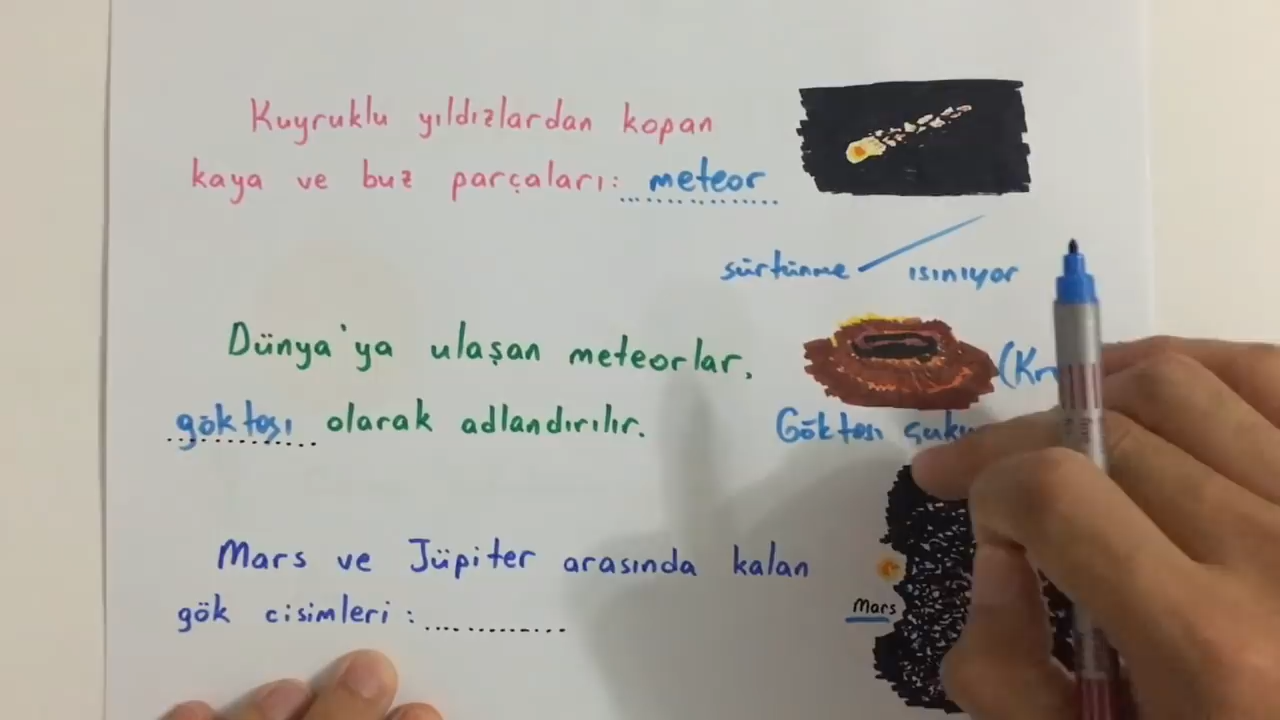 Kuyruklu yıldızlardan kopan
kaya ve buz parçaları: meteor
sürtünme ısınıyor
Dünya'ya ulaşan meteorlar,
göktaşı olarak adlandırılır.
Göktaşı
Mars ve Jüpiter arasında kalan
gök cisimleri : ..............
Mars